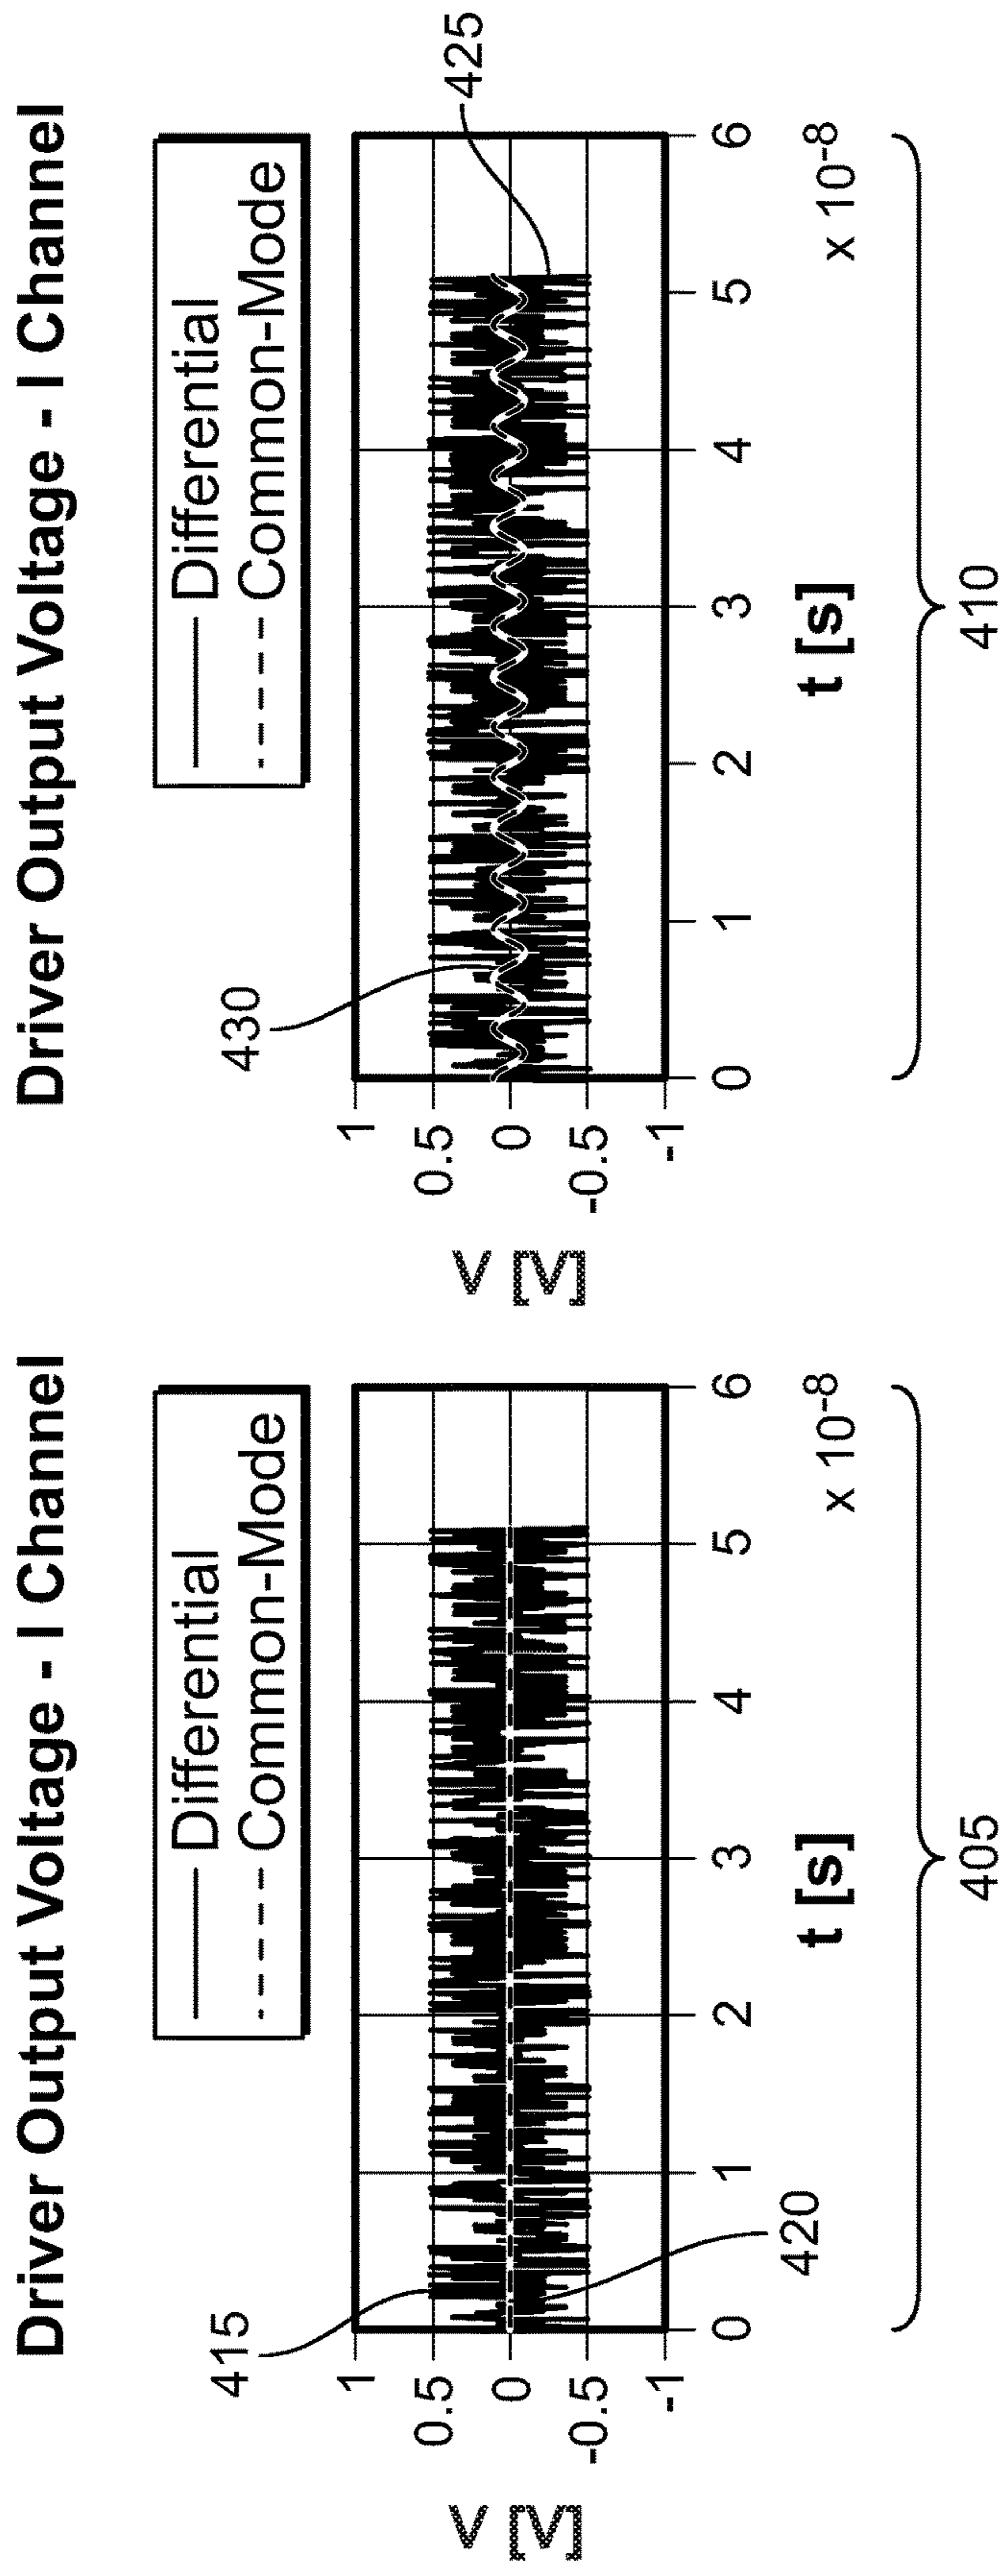 Driver Output Voltage - I Channel
Differential
Common-Mode
415
V [V]
1
0.5
0
-0.5
-1
0 1 2 3 4 5 6
420
t [s]
x 10-8
405
Driver Output Voltage - I Channel
Differential
Common-Mode
430
425
V [V]
1
0.5
0
-0.5
-1
0 1 2 3 4 5 6
t [s]
x 10-8
410